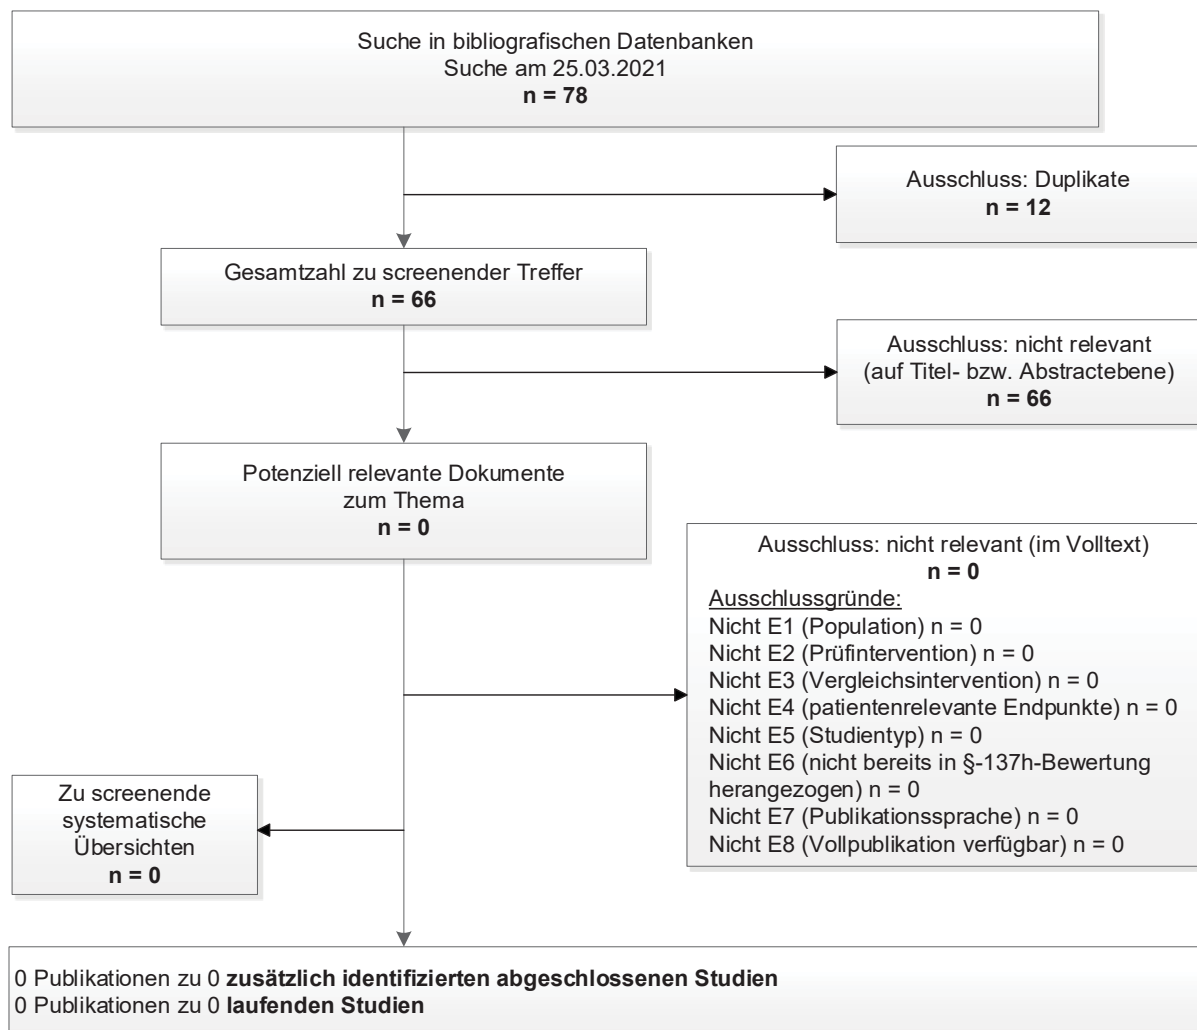 Suche in bibliografischen Datenbanken
Suche am 25.03.2021
n = 78
Ausschluss: Duplikate
n = 12
Gesamtzahl zu screenender Treffer
n = 66
Ausschluss: nicht relevant
(auf Titel- bzw. Abstractebene)
n = 66
Potenziell relevante Dokumente
zum Thema
n = 0
Ausschluss: nicht relevant (im Volltext)
n = 0
Ausschlussgründe:
Nicht E1 (Population) n = 0
Nicht E2 (Prüfintervention) n = 0
Nicht E3 (Vergleichsintervention) n = 0
Nicht E4 (patientenrelevante Endpunkte) n = 0
Nicht E5 (Studientyp) n = 0
Nicht E6 (nicht bereits in §-137h-Bewertung
herangezogen) n = 0
Nicht E7 (Publikationssprache) n = 0
Nicht E8 (Vollpublikation verfügbar) n = 0
Zu screenende
systematische
Übersichten
n = 0
0 Publikationen zu 0 zusätzlich identifizierten abgeschlossenen Studien
0 Publikationen zu 0 laufenden Studien